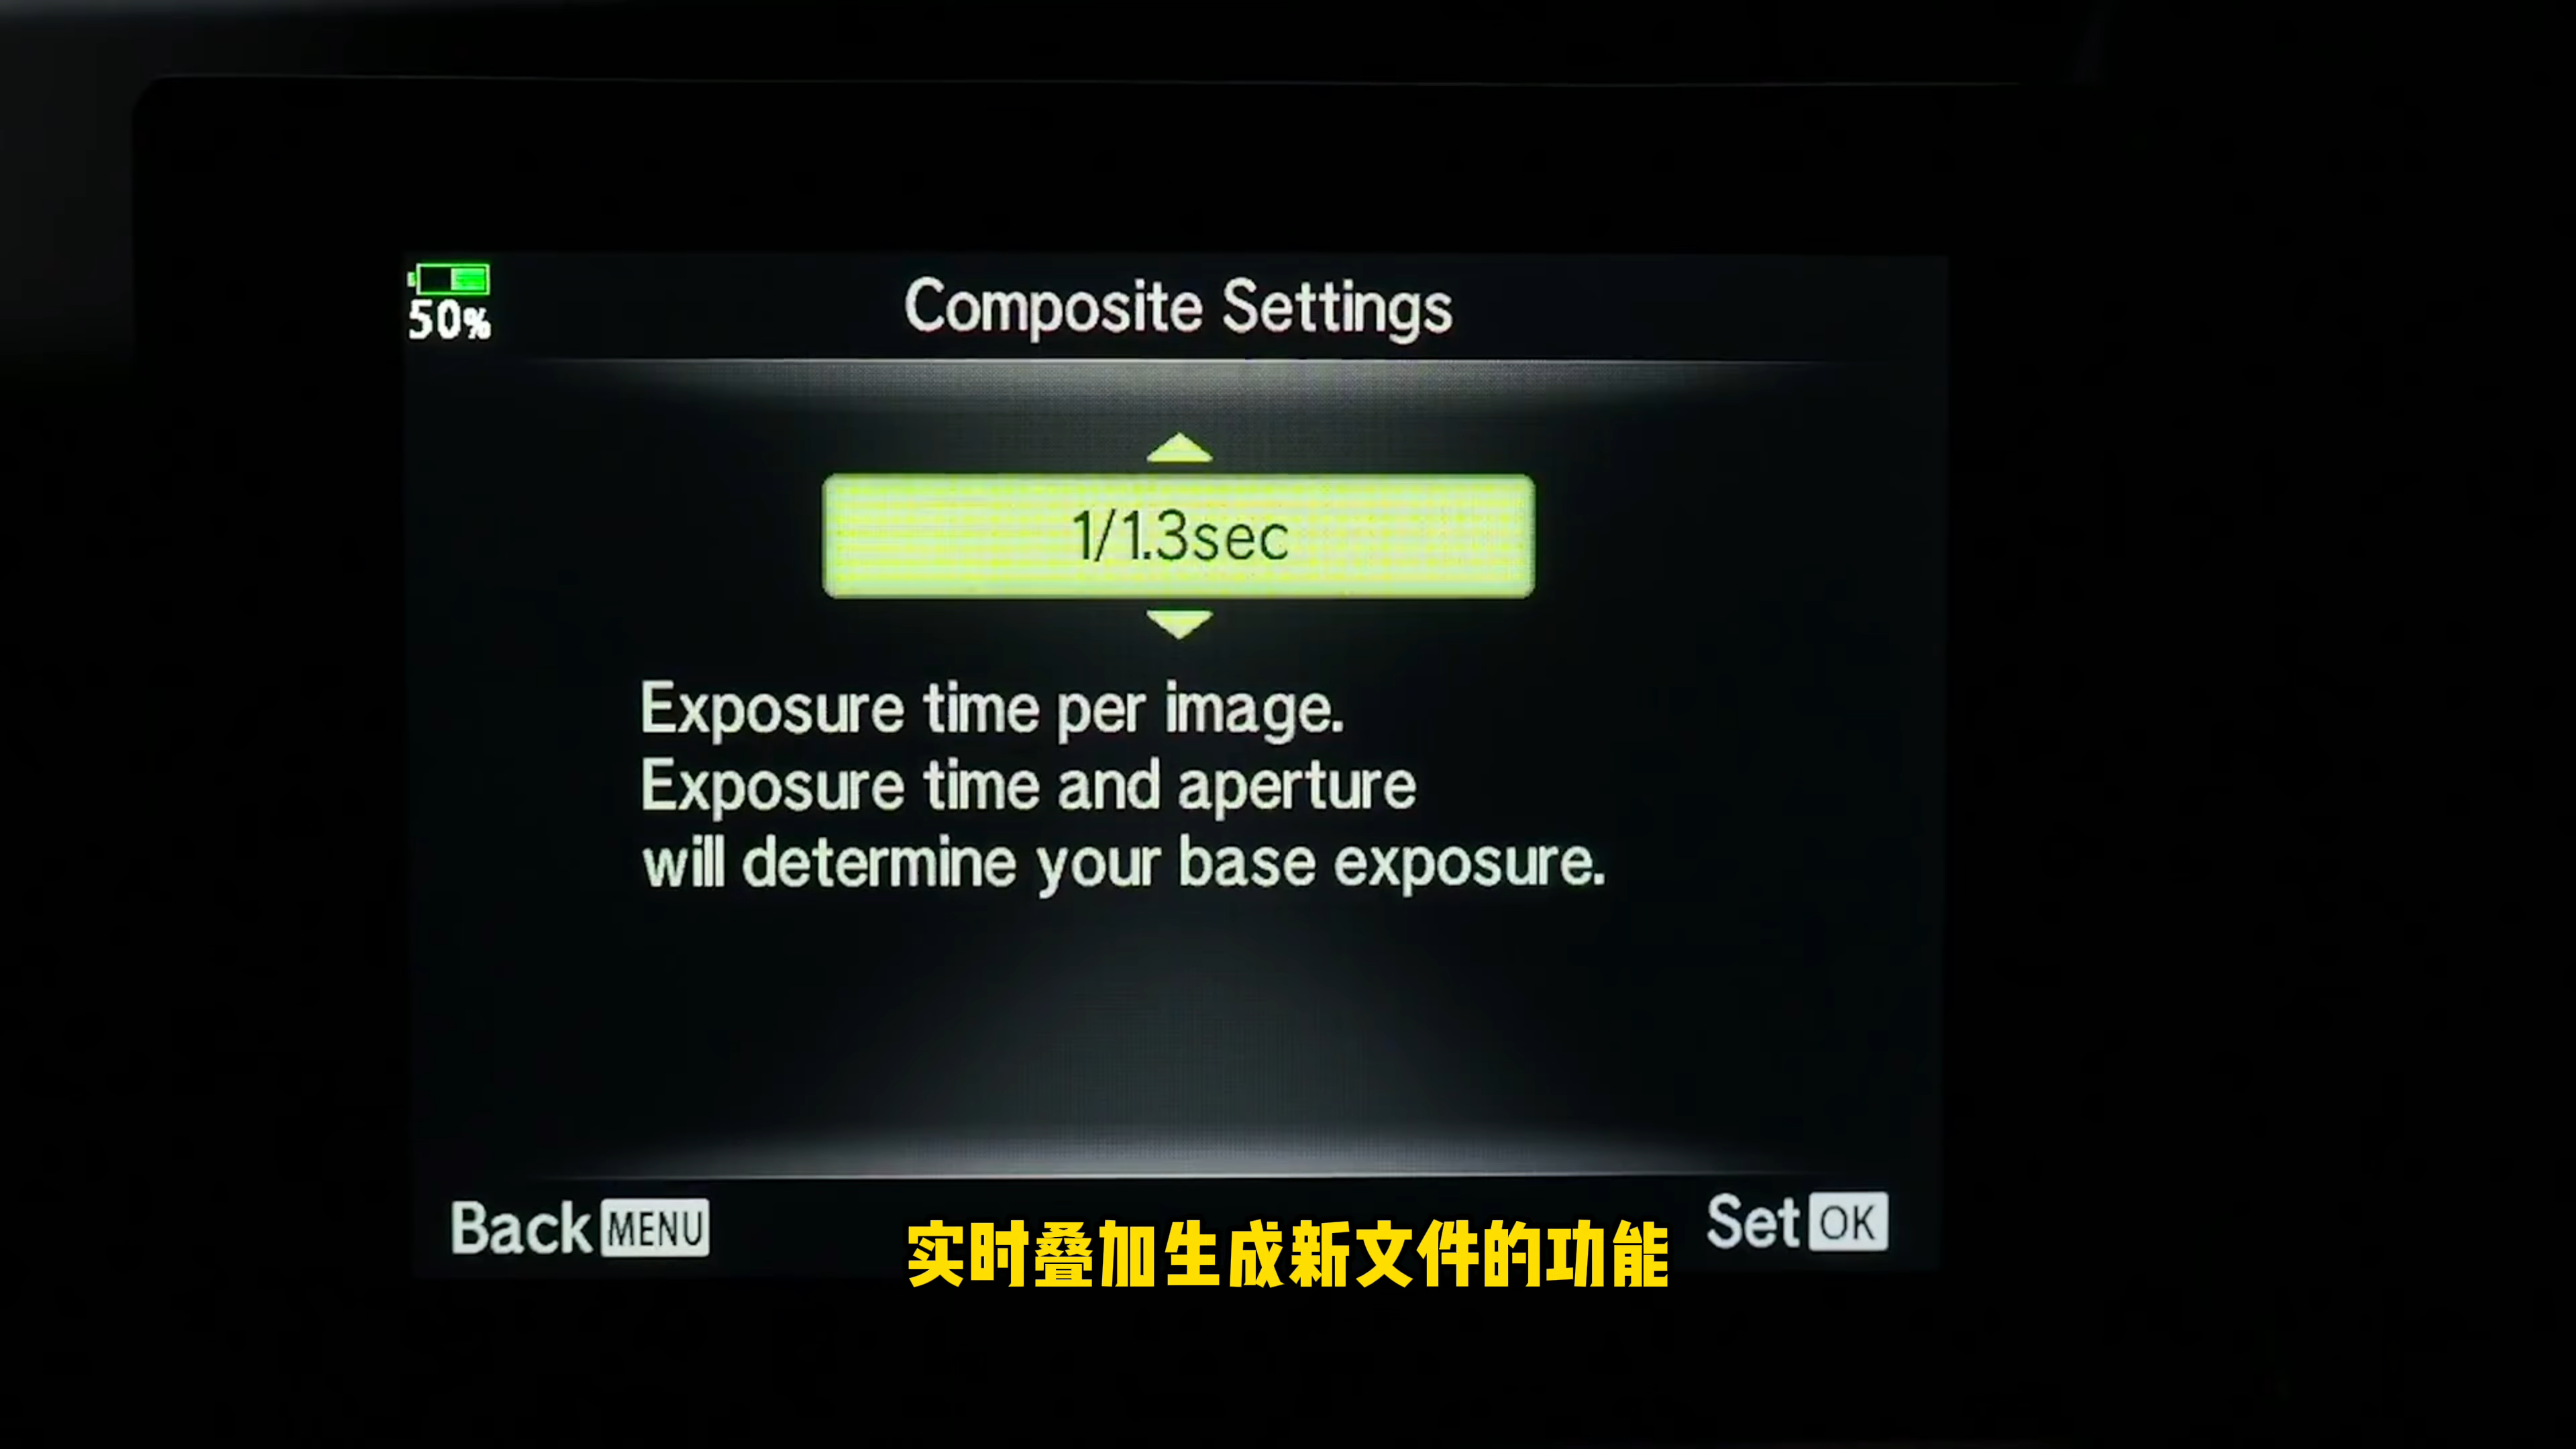 50%
Composite Settings
1/1.3sec
Exposure time per image.
Exposure time and aperture
will determine your base exposure.
Back MENU
Set OK
实时叠加生成新文件的功能